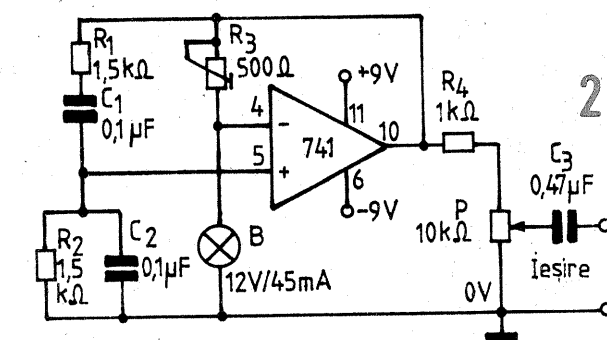 R1
1,5kΩ
C1
0,1µF
R3
500Ω
+9V
4
-
11
741
10
5
+
6
-9V
R4
1kΩ
2
C3
0,47µF
P
10kΩ
Ieșire
R2
1,5
kΩ
C2
0,1µF
B
12V/45mA
0V